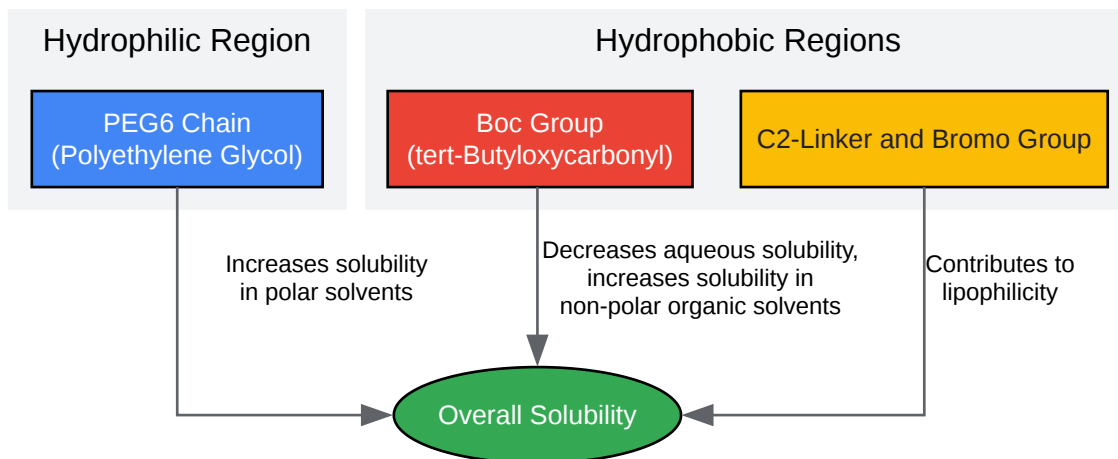 Hydrophilic Region
Hydrophobic Regions
PEG6 Chain
(Polyethylene Glycol)
Boc Group
(tert-Butyloxycarbonyl)
C2-Linker and Bromo Group
Increases solubility
in polar solvents
Decreases aqueous solubility,
increases solubility in
non-polar organic solvents
Contributes to
lipophilicity
Overall Solubility